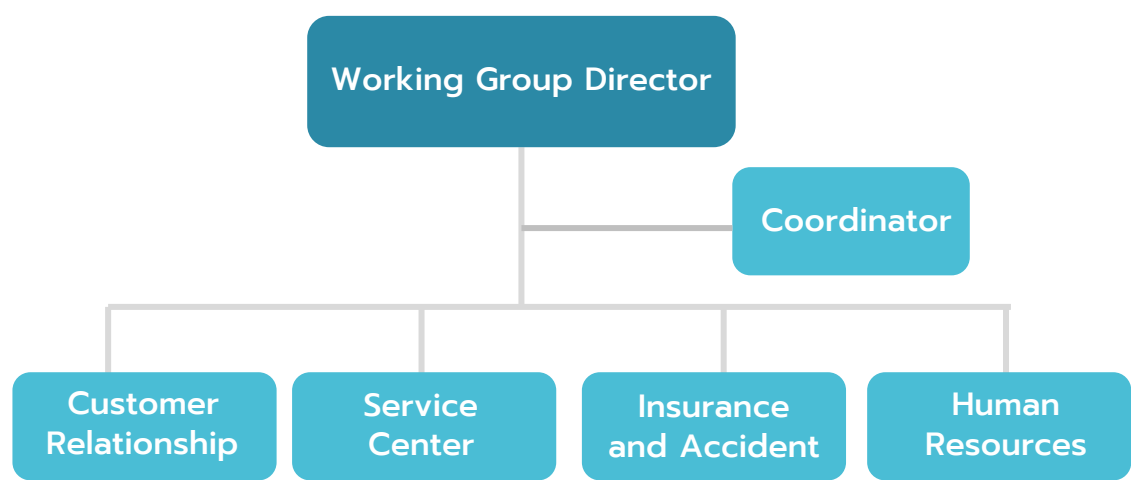 Working Group Director
Coordinator
Customer
Relationship
Service
Center
Insurance
and Accident
Human
Resources